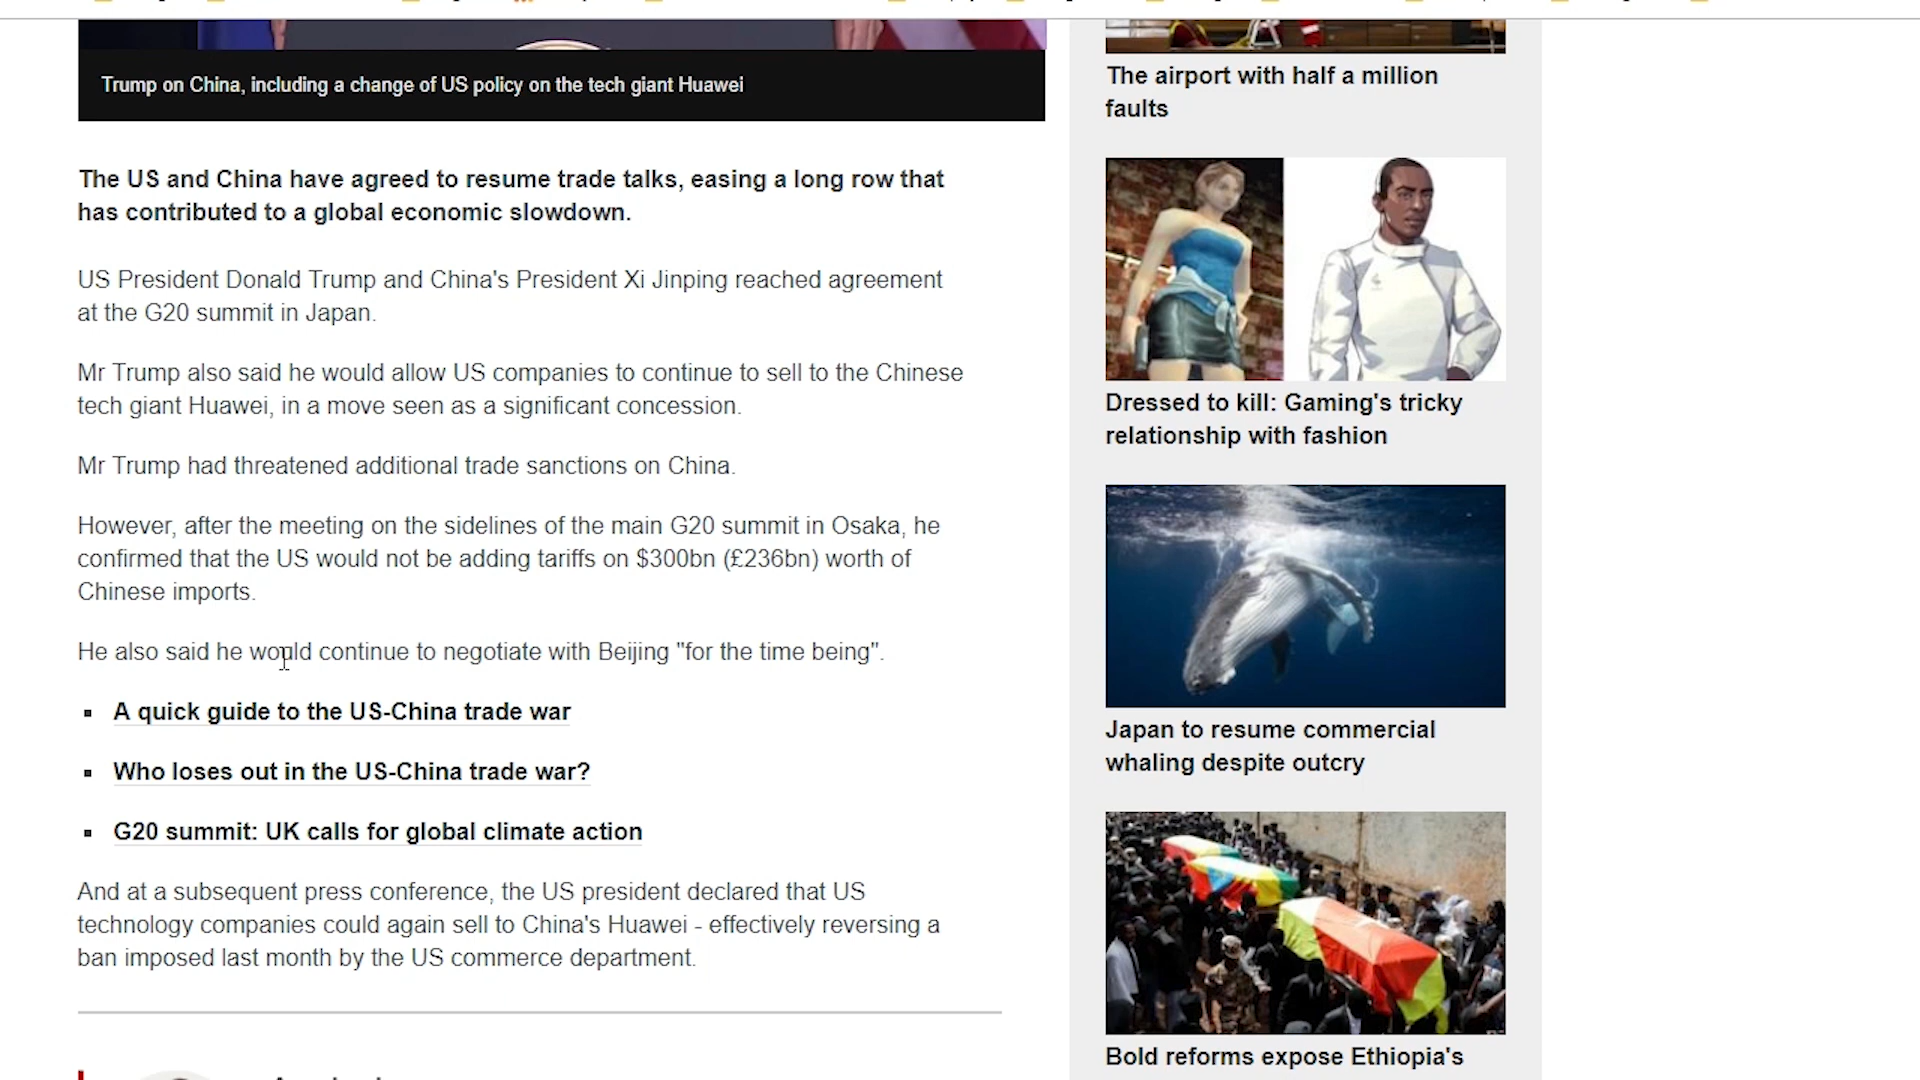 Trump on China, including a change of US policy on the tech giant Huawei
The US and China have agreed to resume trade talks, easing a long row that
has contributed to a global economic slowdown.
US President Donald Trump and China's President Xi Jinping reached agreement
at the G20 summit in Japan.
Mr Trump also said he would allow US companies to continue to sell to the Chinese
tech giant Huawei, in a move seen as a significant concession.
Mr Trump had threatened additional trade sanctions on China.
However, after the meeting on the sidelines of the main G20 summit in Osaka, he
confirmed that the US would not be adding tariffs on $300bn (£236bn) worth of
Chinese imports.
He also said he would continue to negotiate with Beijing "for the time being".
A quick guide to the US-China trade war
Who loses out in the US-China trade war?
G20 summit: UK calls for global climate action
And at a subsequent press conference, the US president declared that US
technology companies could again sell to China's Huawei - effectively reversing a
ban imposed last month by the US commerce department.
The airport with half a million
faults
Dressed to kill: Gaming's tricky
relationship with fashion
Japan to resume commercial
whaling despite outcry
Bold reforms expose Ethiopia's